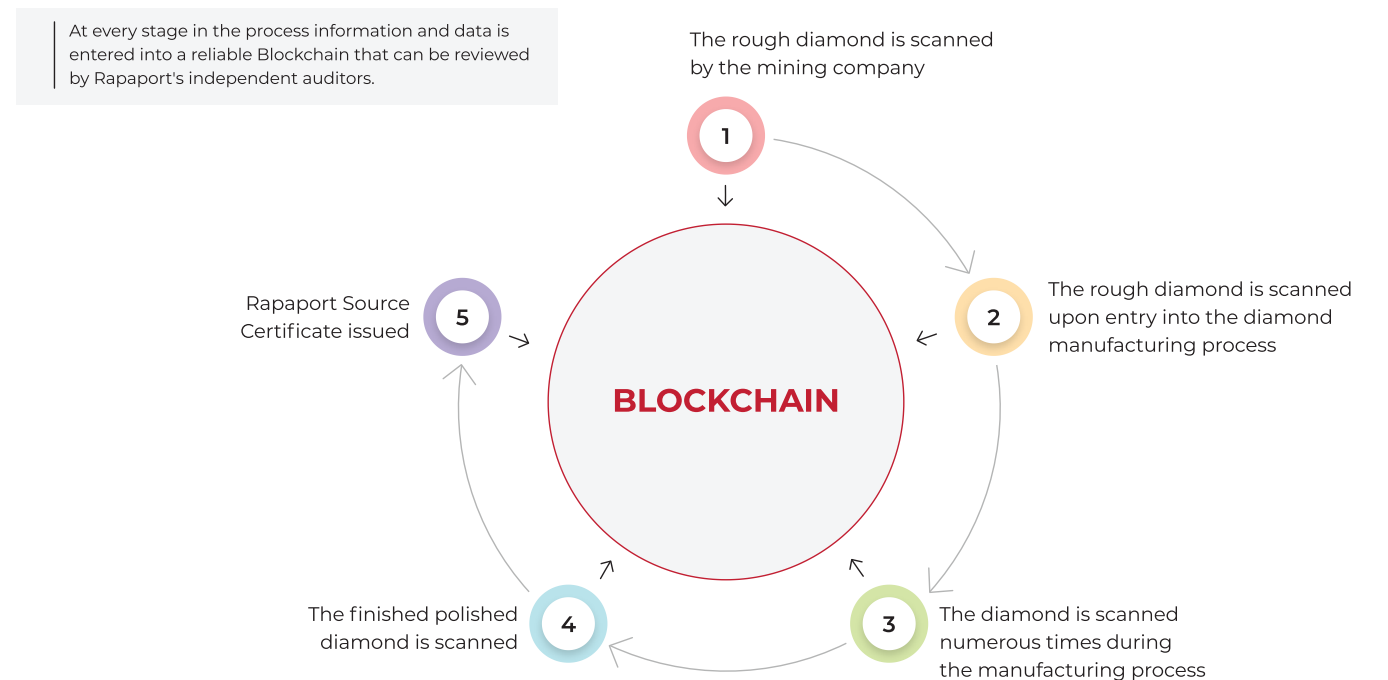 At every stage in the process information and data is
entered into a reliable Blockchain that can be reviewed
by Rapaport's independent auditors.
The rough diamond is scanned
by the mining company
1
2
The rough diamond is scanned
upon entry into the diamond
manufacturing process
Rapaport Source
Certificate issued
5
BLOCKCHAIN
The finished polished
diamond is scanned
4
3
The diamond is scanned
numerous times during
the manufacturing process